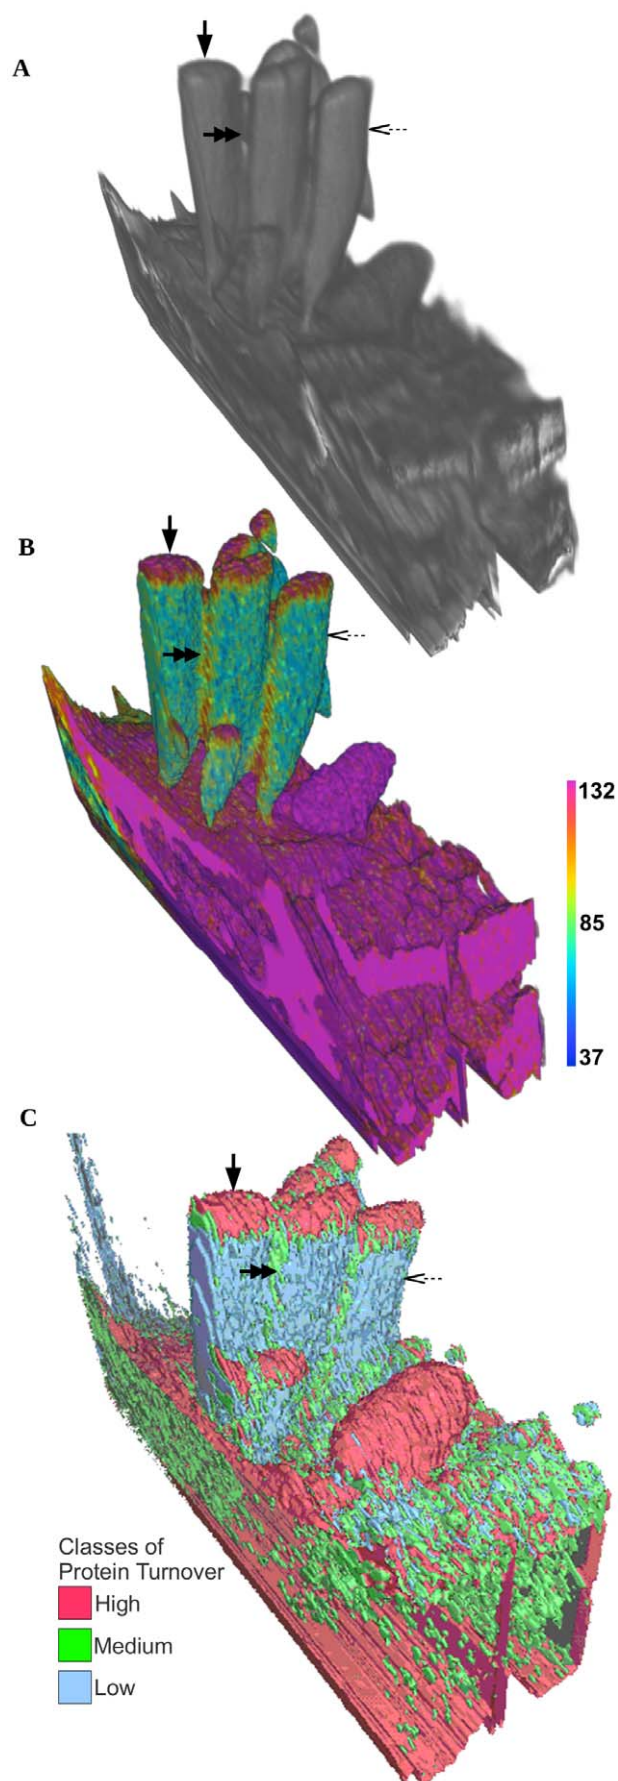 A
B
132
85
37
C
Classes of
Protein Turnover
High
Medium
Low